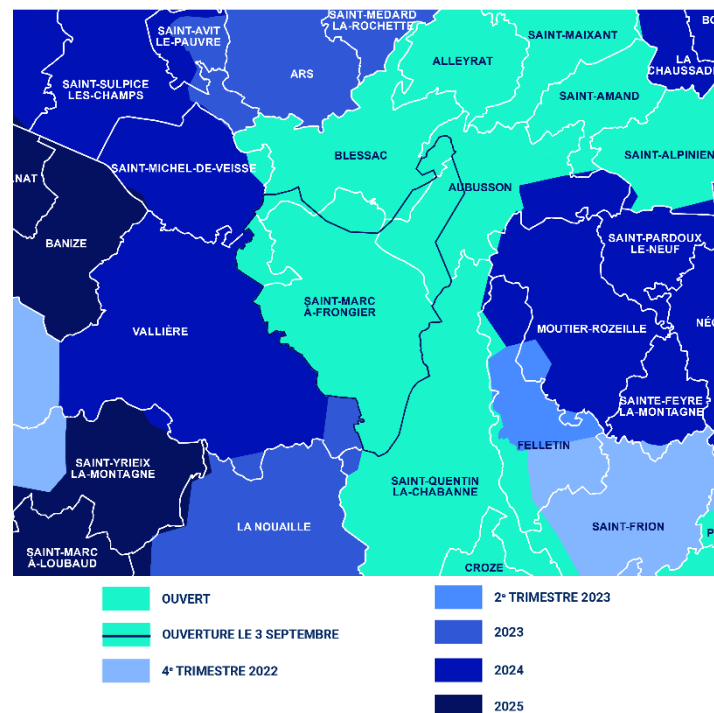 SAINT-AVIT
LE-PAUVRE
SAINT-MEDARD
LA-ROCHETTE
SAINT-MAIXANT
BO
LA
CHAUSSADE
ALLEYRAT
ARS
SAINT-SULPICE
LES-CHAMPS
SAINT-AMAND
BLESSAC
SAINT-ALPINIEN
SAINT-MICHEL-DE-VEISSE
LNAT
AUBUSSON
BANIZE
SAINT-PARDOUX
LE-NEUF
SAINT-MARC
À-FRONGIER
VALLIÈRE
MOUTIER-ROZEILLE
NÉO
SAINTE-FEYRE
LA-MONTAGNE
FELLETIN
SAINT-YRIEIX
LA-MONTAGNE
SAINT-QUENTIN
LA-CHABANNE
LA NOUAILLE
SAINT-FRION
P
SAINT-MARC
À-LOUBAUD
CROZE
OUVERT
OUVERTURE LE 3 SEPTEMBRE
4e TRIMESTRE 2022
2e TRIMESTRE 2023
2023
2024
2025